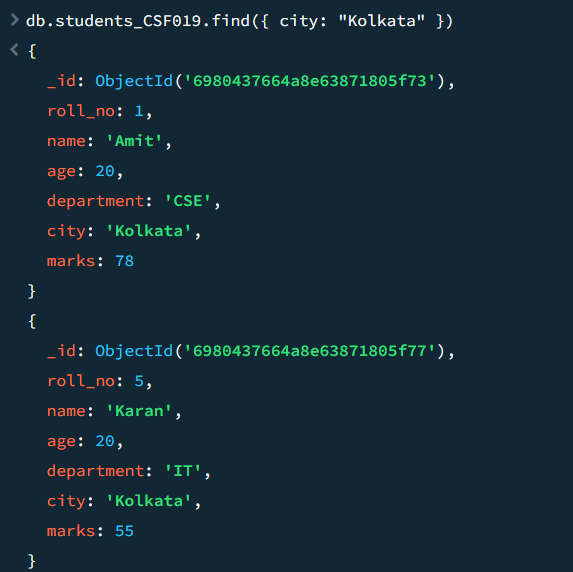 > db.students_CSF019.find({ city: "Kolkata" })
< {
_id: ObjectId('6980437664a8e63871805f73'),
roll_no: 1,
name: 'Amit',
age: 20,
department: 'CSE',
city: 'Kolkata',
marks: 78
}
{
_id: ObjectId('6980437664a8e63871805f77'),
roll_no: 5,
name: 'Karan',
age: 20,
department: 'IT',
city: 'Kolkata',
marks: 55
}